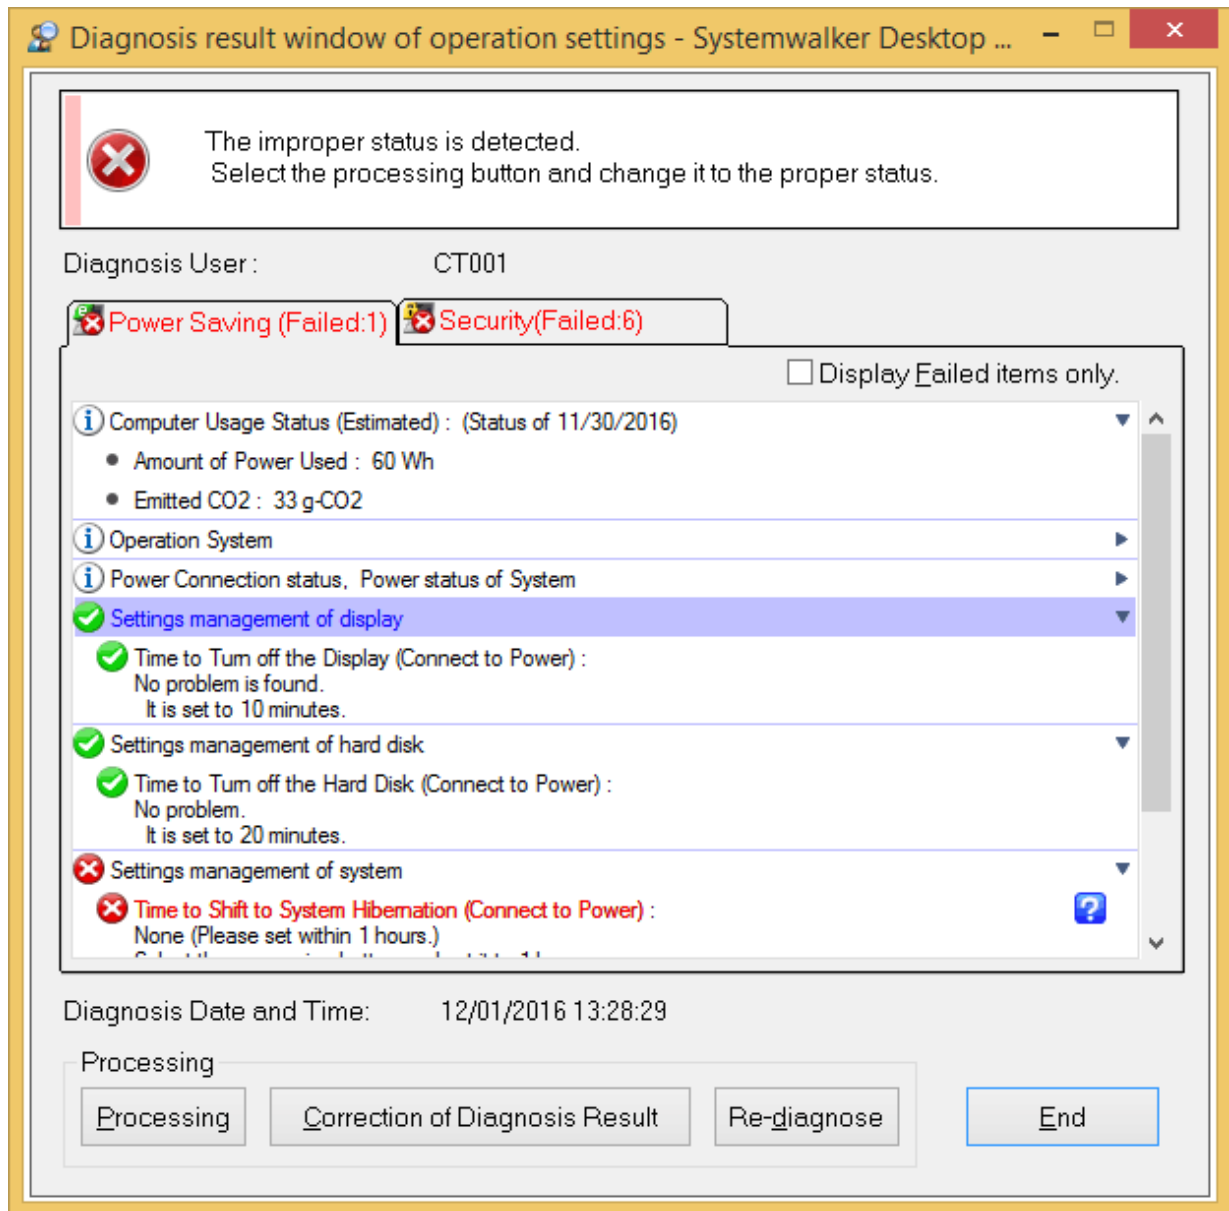 Diagnosis result window of operation settings - Systemwalker Desktop ...
The improper status is detected.
Select the processing button and change it to the proper status.
Diagnosis User : CT001
Power Saving (Failed:1) Security(Failed:6)
Display Failed items only.
Computer Usage Status (Estimated) : (Status of 11/30/2016)
Amount of Power Used : 60 Wh
Emitted CO2 : 33 g-CO2
Operation System
Power Connection status, Power status of System
Settings management of display
Time to Turn off the Display (Connect to Power) :
No problem is found.
It is set to 10 minutes.
Settings management of hard disk
Time to Turn off the Hard Disk (Connect to Power) :
No problem.
It is set to 20 minutes.
Settings management of system
Time to Shift to System Hibernation (Connect to Power) :
None (Please set within 1 hours.)
Diagnosis Date and Time: 12/01/2016 13:28:29
Processing
Processing Correction of Diagnosis Result Re-diagnose End